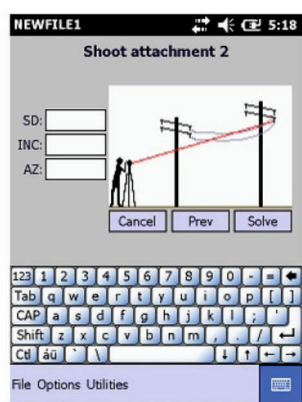 NEWFILE1 5:18
Shoot attachment 2
SD:
INC:
AZ:
Cancel Prev Solve
123 1 2 3 4 5 6 7 8 9 0 - =
Tab q w e r t y u i o p [ ]
CAP a s d f g h j k l ; '
Shift z x c v b n m , . /
Ctl áü ` \
File Options Utilities